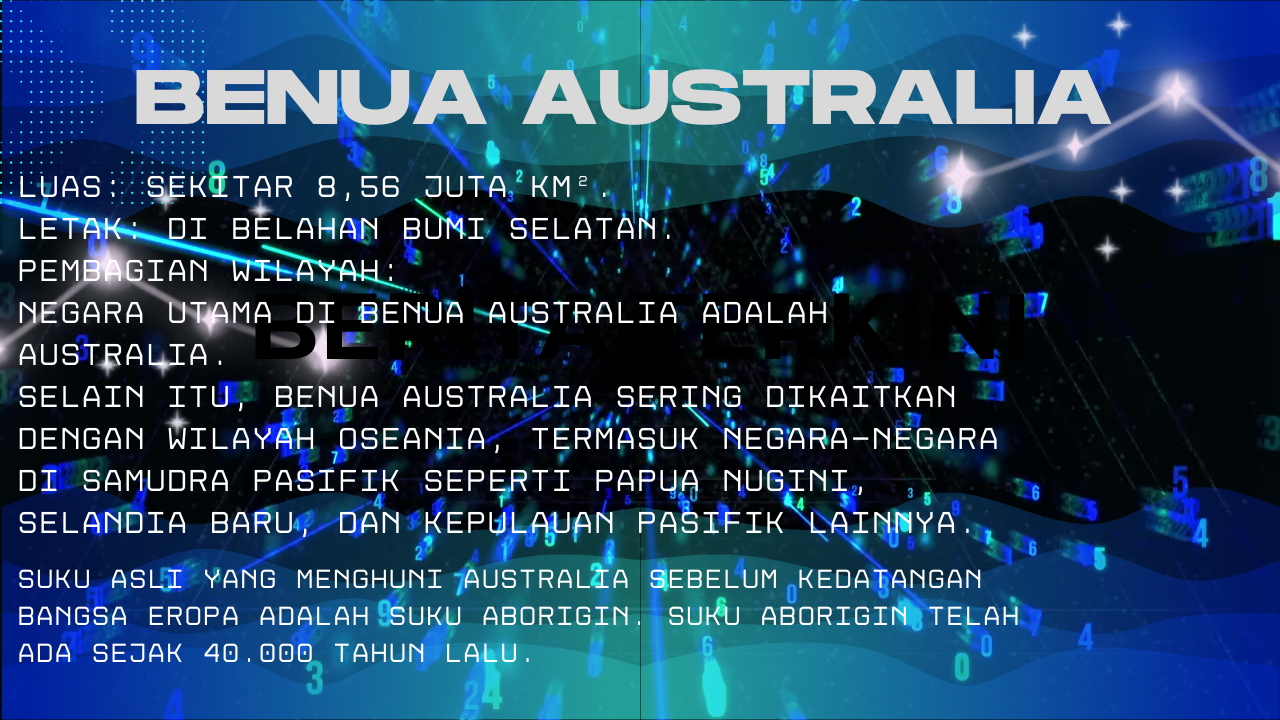 BENUA AUSTRALIA
LUAS: SEKITAR 8,56 JUTA KM².
LETAK: DI BELAHAN BUMI SELATAN.
PEMBAGIAN WILAYAH:
NEGARA UTAMA DI BENUA AUSTRALIA ADALAH
AUSTRALIA.
BERITA TERKINI
SELAIN ITU, BENUA AUSTRALIA SERING DIKAITKAN
DENGAN WILAYAH OSEANIA, TERMASUK NEGARA-NEGARA
DI SAMUDRA PASIFIK SEPERTI PAPUA NUGINI,
SELANDIA BARU, DAN KEPULAUAN PASIFIK LAINNYA.
SUKU ASLI YANG MENGHUNI AUSTRALIA SEBELUM KEDATANGAN
BANGSA EROPA ADALAH SUKU ABORIGIN. SUKU ABORIGIN TELAH
ADA SEJAK 40.000 TAHUN LALU.